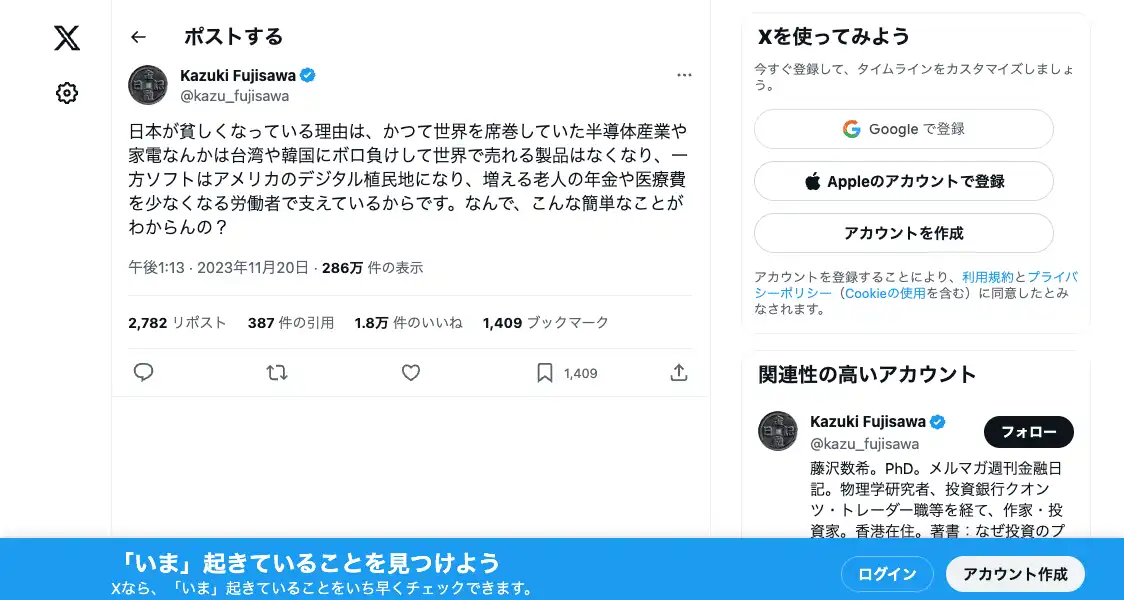 ポストする
Kazuki Fujisawa
@kazu_fujisawa
日本が貧しくなっている理由は、かつて世界を席巻していた半導体産業や
家電なんかは台湾や韓国にボロ負けして世界で売れる製品はなくなり、一
方ソフトはアメリカのデジタル植民地になり、増える老人の年金や医療費
を少なくなる労働者で支えているからです。なんで、こんな簡単なことが
わからんの？
午後1:13 · 2023年11月20日 · 286万 件の表示
2,782 リポスト 387 件の引用 1.8万 件のいいね 1,409 ブックマーク
1,409
Xを使ってみよう
今すぐ登録して、タイムラインをカスタマイズしましょ
う。
Google で登録
Appleのアカウントで登録
アカウントを作成
アカウントを登録することにより、利用規約とプライバ
シーポリシー（Cookieの使用を含む）に同意したとみ
なされます。
関連性の高いアカウント
Kazuki Fujisawa
@kazu_fujisawa
フォロー
藤沢数希。PhD。メルマガ週刊金融日
記。物理学研究者、投資銀行クオン
ツ・トレーダー職等を経て、作家・投
資家。香港在住。著書：なぜ投資のプ
「いま」起きていることを見つけよう
Xなら、「いま」起きていることをいち早くチェックできます。
ログイン
アカウント作成